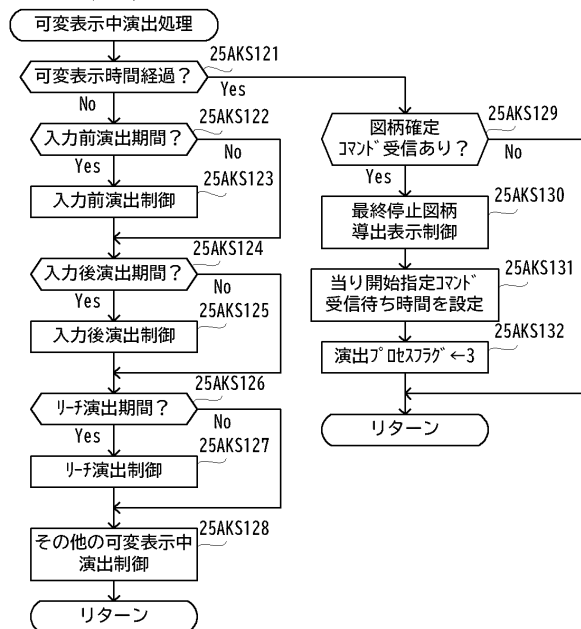 可変表示中演出処理
可変表示時間経過？
25AKS121
Yes
No
入力前演出期間？
25AKS122
Yes
No
入力前演出制御
25AKS123
入力後演出期間？
25AKS124
Yes
No
入力後演出制御
25AKS125
ﾘｰﾁ演出期間？
25AKS126
Yes
No
ﾘｰﾁ演出制御
25AKS127
その他の可変表示中
演出制御
25AKS128
リターン
図柄確定
ｺﾏﾝﾄﾞ受信あり？
25AKS129
Yes
No
最終停止図柄
導出表示制御
25AKS130
当り開始指定ｺﾏﾝﾄﾞ
受信待ち時間を設定
25AKS131
演出ﾌﾟﾛｾｽﾌﾗｸﾞ←3
25AKS132
リターン